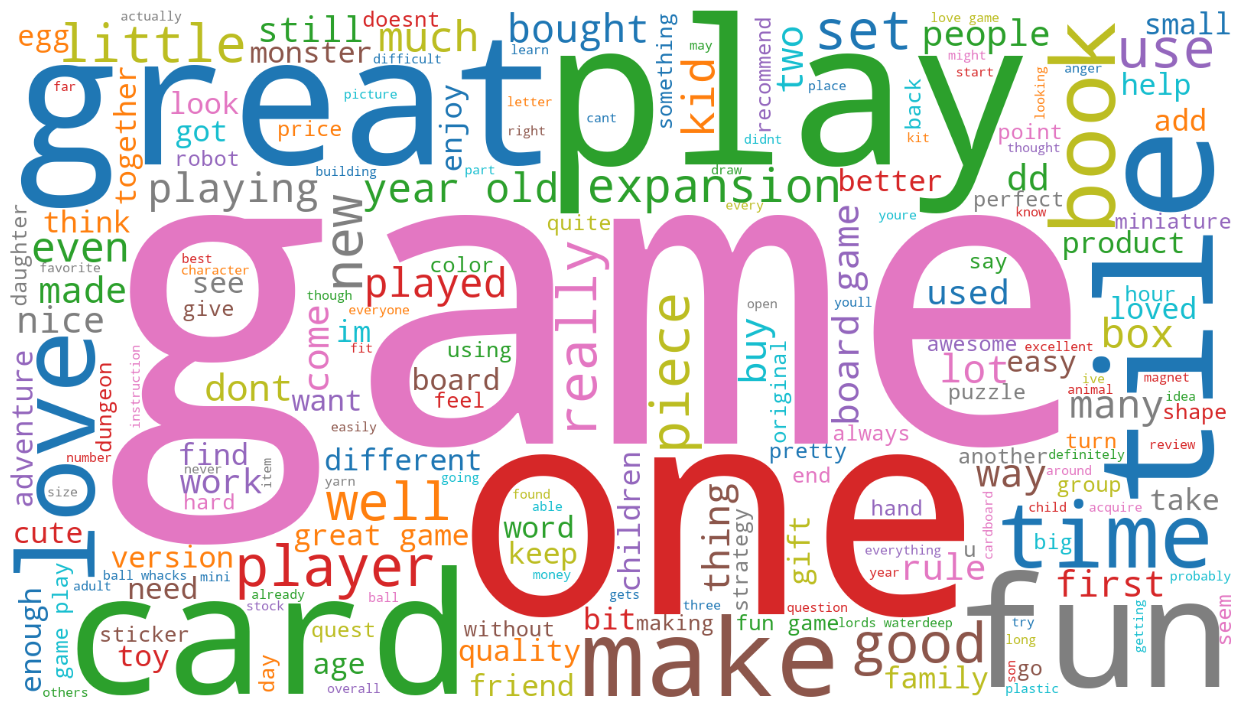 actually
egg
little
still
doesnt
much
bought
set
people
love game
small
monster
difficult
learn
something
may
two
might
start
use
great
play
kid
recommend
book
anger
far
together
look
picture
enjoy
letter
place
back
looking
help
got
price
right
cant
didnt
kit
point
add
robot
building
part
thought
playing
year old
expansion
draw
better
dd
perfect
know
tile
daughter
think
new
quite
every
youre
miniature
even
product
favorite
best
character
see
color
played
really
say
made
though
give
everyone
piece
open
board game
youll
used
hour
loved
nice
love
come
im
fit
buy
original
awesome
excellent
box
instruction
using
easy
game
adventure
dungeon
dont
want
board
feel
lot
puzzle
ive
animal
magnet
idea
many
shape
easily
always
turn
review
number
find
never
work
item
different
going
pretty
another
definitely
size
hard
yarn
one
end
way
around
group
take
cute
well
found
able
children
word
thing
strategy
hand
cardboard
child
acquire
great game
keep
gift
time
big
version
player
money
everything
u
rule
year
first
probably
enough
game play
adult
ball whacks
mini
need
already
stock
ball
gets
three
question
seem
card
sticker
quest
without
bit
making
fun game
lords waterdeep
good
fun
try
long
getting
toy
day
age
quality
make
son
go
others
overall
friend
family
plastic